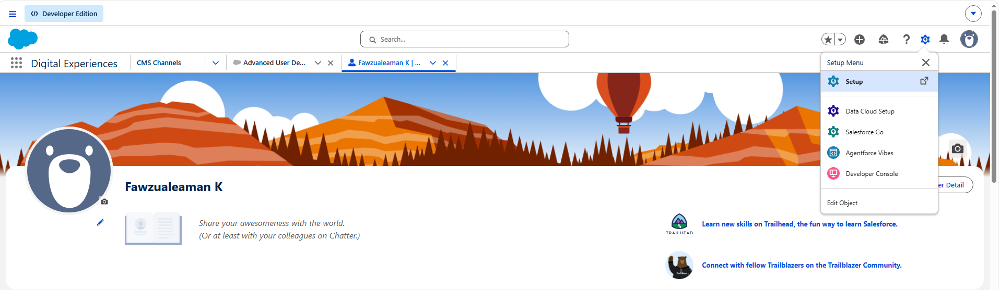 Developer Edition
Search...
Digital Experiences
CMS Channels
Advanced User De...
Fawzualeaman K | ...
Setup Menu
Setup
Data Cloud Setup
Salesforce Go
Agentforce Vibes
Developer Console
Edit Object
er Detail
Fawzualeaman K
Share your awesomeness with the world.
(Or at least with your colleagues on Chatter.)
TRAILHEAD
Learn new skills on Trailhead, the fun way to learn Salesforce.
Connect with fellow Trailblazers on the Trailblazer Community.